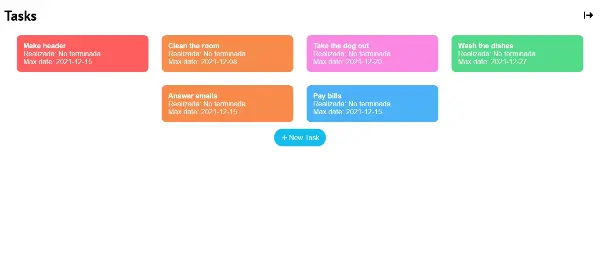 Tasks
Make header
Realizada: No terminada
Max date: 2021-12-15
Clean the room
Realizada: No terminada
Max date: 2021-12-08
Take the dog out
Realizada: No terminada
Max date: 2021-12-20
Wash the dishes
Realizada: No terminada
Max date: 2021-12-27
Answer emails
Realizada: No terminada
Max date: 2021-12-15
Pay bills
Realizada: No terminada
Max date: 2021-12-15
+ New Task